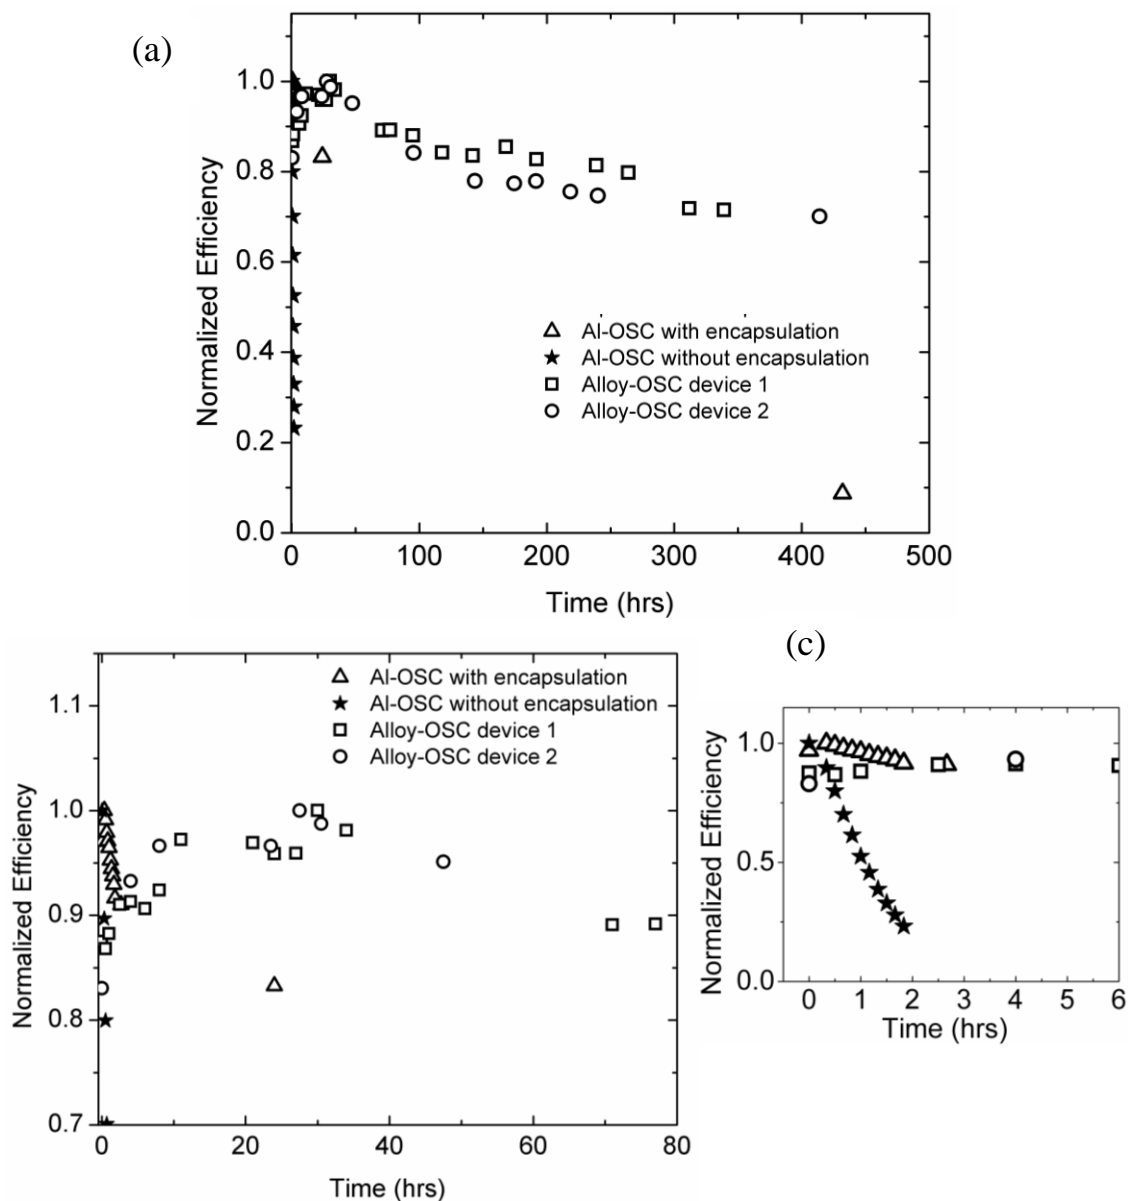 (a)
Normalized Efficiency
1.0
0.8
0.6
0.4
0.2
0.0
Al-OSC with encapsulation
Al-OSC without encapsulation
Alloy-OSC device 1
Alloy-OSC device 2
0 100 200 300 400 500
Time (hrs)
Normalized Efficiency
1.1
1.0
0.9
0.8
0.7
Al-OSC with encapsulation
Al-OSC without encapsulation
Alloy-OSC device 1
Alloy-OSC device 2
0 20 40 60 80
Time (hrs)
(c)
Normalized Efficiency
1.0
0.5
0.0
0 1 2 3 4 5 6
Time (hrs)